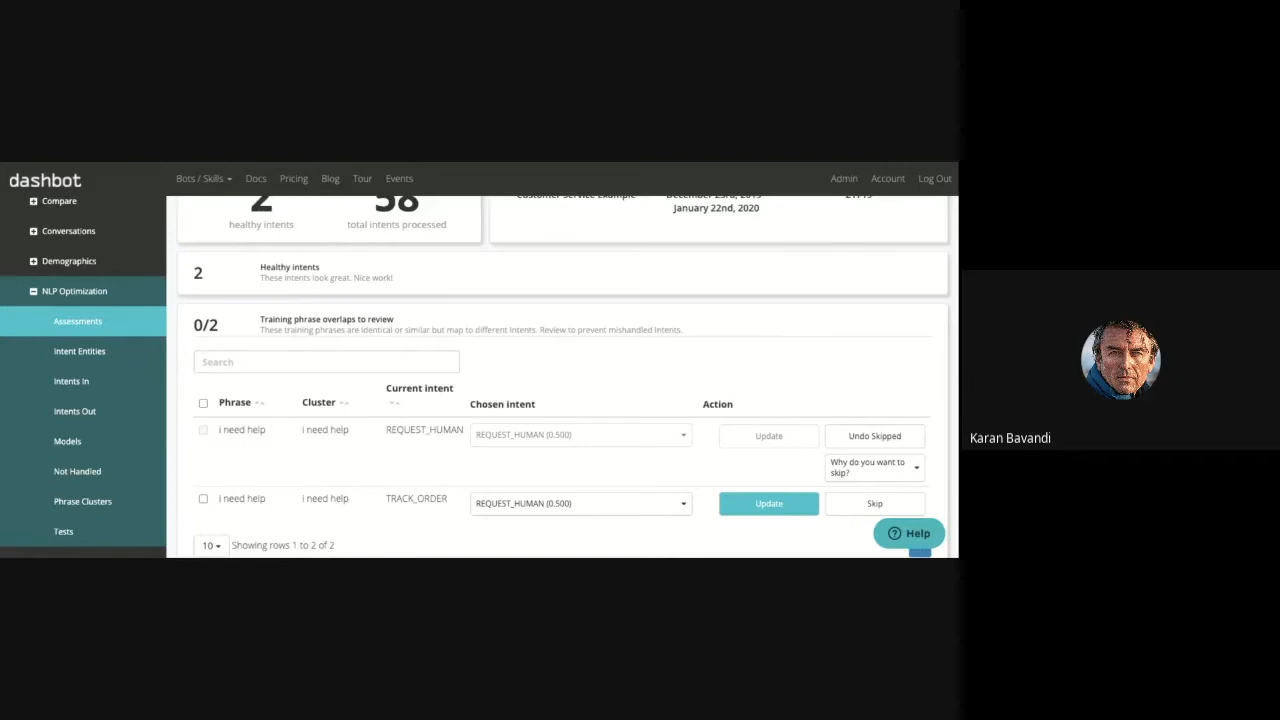 dashbot
Bots / Skills
Docs
Pricing
Blog
Tour
Events
Admin
Account
Log Out
Compare
Conversations
Demographics
NLP Optimization
Assessments
Intent Entities
Intents In
Intents Out
Models
Not Handled
Phrase Clusters
Tests
2
healthy intents
58
total intents processed
Customer Service Example
January 22nd, 2020
2
Healthy intents
These intents look great. Nice work!
0/2
Training phrase overlaps to review
These training phrases are identical or similar but map to different Intents. Review to prevent mishandled Intents.
Search
Phrase
Cluster
Current intent
Chosen intent
Action
i need help
i need help
REQUEST_HUMAN
REQUEST_HUMAN (0.500)
Update
Undo Skipped
Why do you want to
skip?
i need help
i need help
TRACK_ORDER
REQUEST_HUMAN (0.500)
Update
Skip
10
Showing rows 1 to 2 of 2
Help
Karan Bavandi